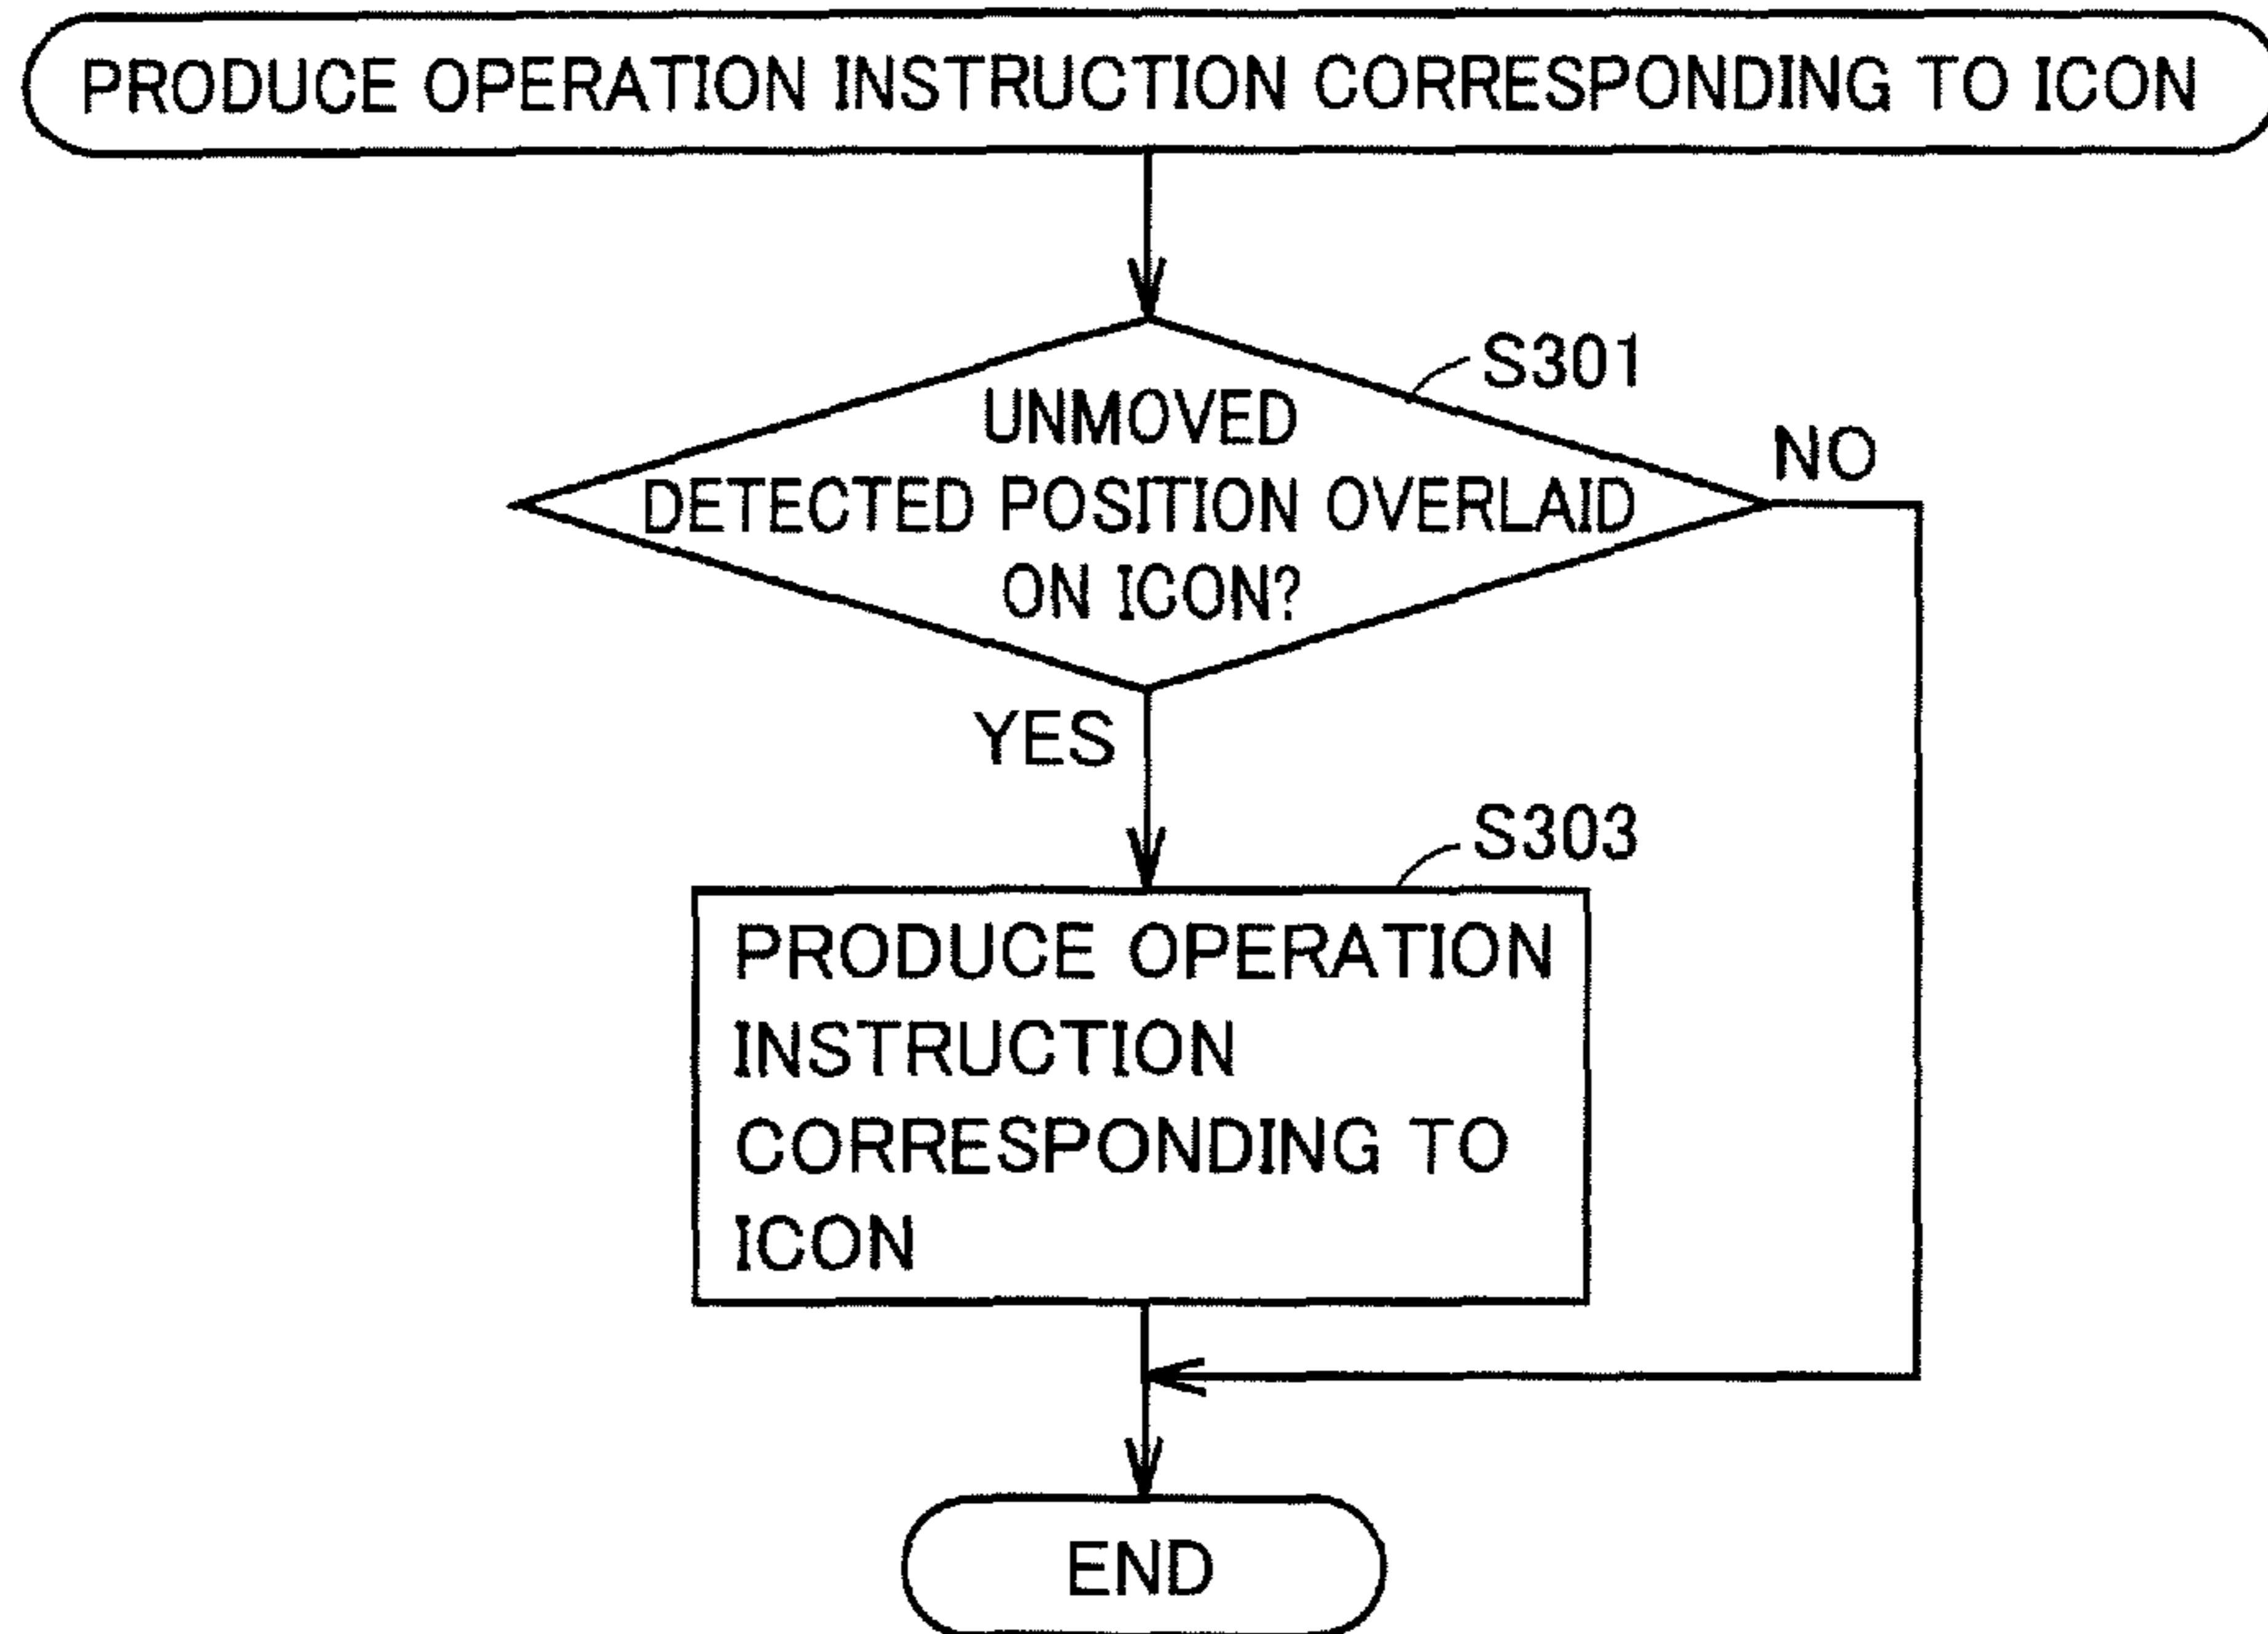 PRODUCE OPERATION INSTRUCTION CORRESPONDING TO ICON
S301
UNMOVED
DETECTED POSITION OVERLAID
ON ICON?
NO
YES
S303
PRODUCE OPERATION
INSTRUCTION
CORRESPONDING TO
ICON
END